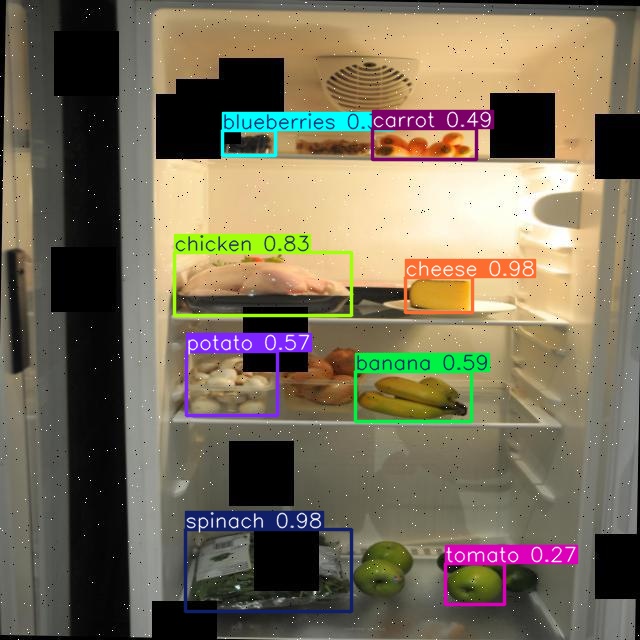 blueberries 0.
carrot 0.49
chicken 0.83
cheese 0.98
potato 0.57
banana 0.59
spinach 0.98
tomato 0.27